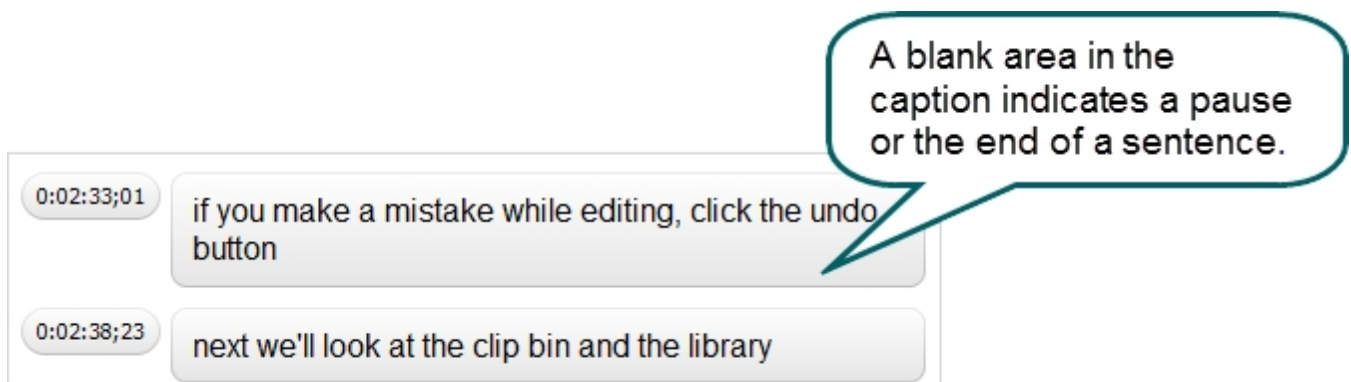 A blank area in the
caption indicates a pause
or the end of a sentence.
0:02:33;01
if you make a mistake while editing, click the undo
button
0:02:38;23
next we'll look at the clip bin and the library